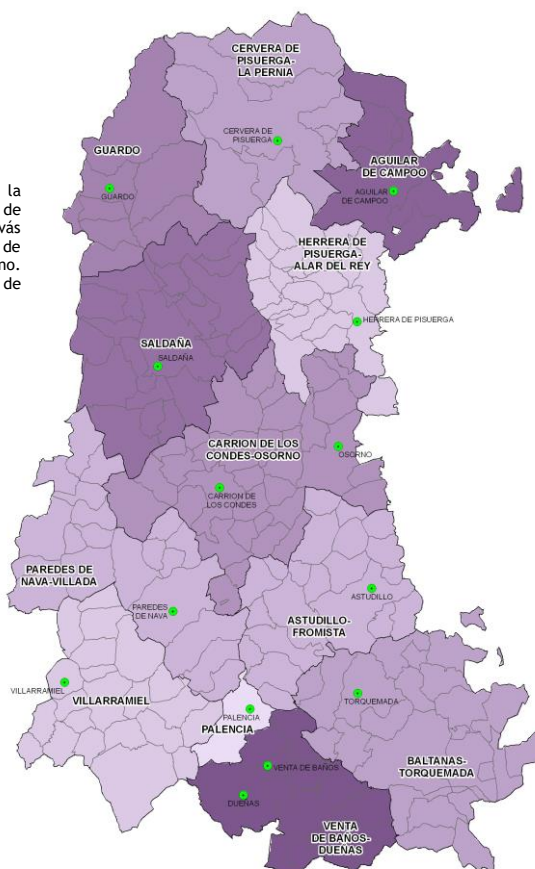 CERVERA DE
PISUERGA-
LA PERNIA
CERVERA DE
PISUERGA
GUARDO
GUARDO
AGUILAR
DE CAMPOO
AGUILAR
DE CAMPOO
la
de
vás
de
no.
de
HERRERA DE
PISUERGA-
ALAR DEL REY
HERRERA DE PISUERGA
SALDAÑA
SALDAÑA
CARRION DE LOS
CONDES-OSORNO
OSORNO
CARRION DE
LOS CONDES
PAREDES DE
NAVA-VILLADA
PAREDES
DE NAVA
ASTUDILLO
ASTUDILLO-
FROMISTA
VILLARRAMIEL
VILLARRAMIEL
TORQUEMADA
PALENCIA
PALENCIA
BALTANAS-
TORQUEMADA
VENTA DE BAÑOS
DUEÑAS
VENTA
DE BAÑOS-
DUEÑAS